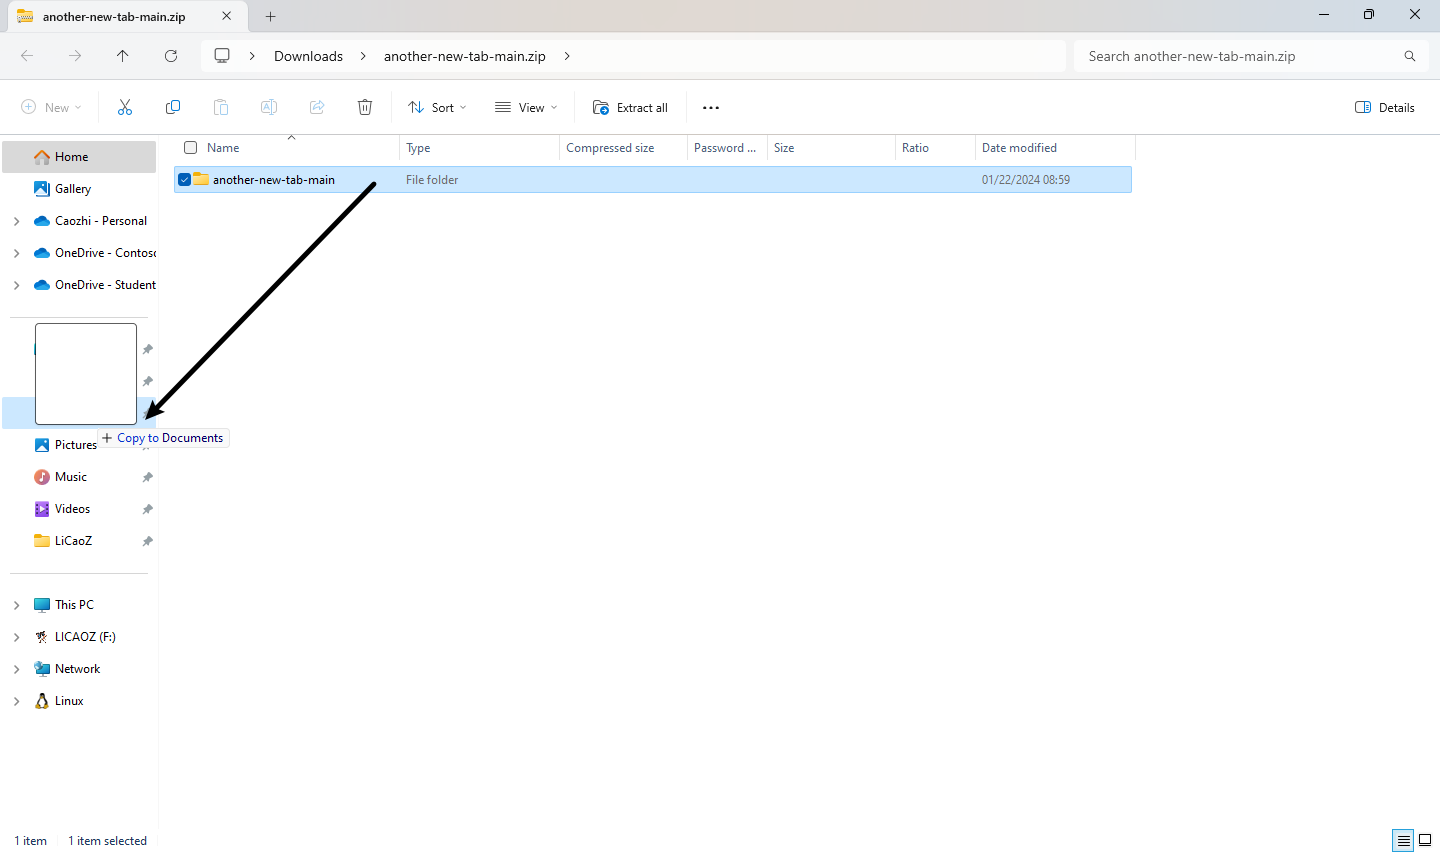 another-new-tab-main.zip
Downloads
another-new-tab-main.zip
Search another-new-tab-main.zip
New
Sort
View
Extract all
Details
Name
Type
Compressed size
Password ...
Size
Ratio
Date modified
another-new-tab-main
File folder
01/22/2024 08:59
Home
Gallery
Caozhi - Personal
OneDrive - Contoso
OneDrive - Student
+ Copy to Documents
Pictures
Music
Videos
LiCaoZ
This PC
LICAOZ (F:)
Network
Linux
1 item
1 item selected